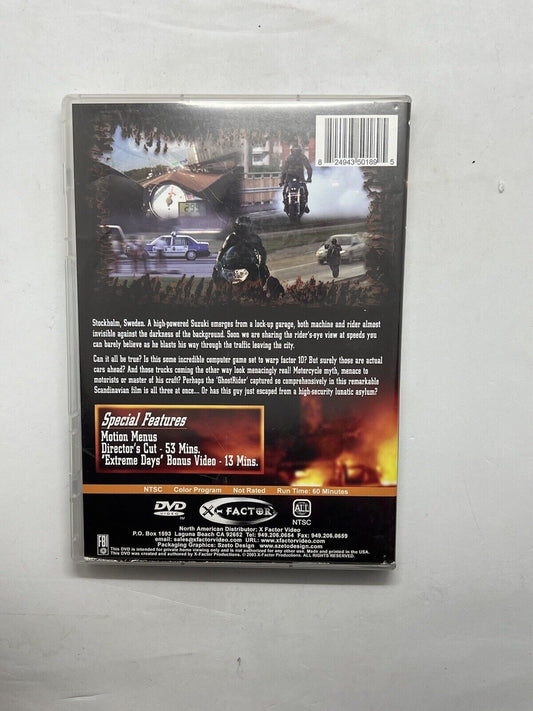 8 24943 50189 5
Stockholm, Sweden. A high-powered Suzuki emerges from a lock-up garage, both machine and rider almost
invisible against the darkness of the background. Soon we are sharing the rider's-eye view at speeds you
can barely believe as he blasts his way through the traffic leaving the city.
Can it all be true? Is this some incredible computer game set to warp factor 10? But surely those are actual
cars ahead? And those trucks coming the other way look menacingly real! Motorcycle myth, menace to
motorists or master of his craft? Perhaps the 'GhostRider' captured so comprehensively in this remarkable
Scandinavian film is all three at once... Or has this guy just escaped from a high-security lunatic asylum?
Special Features
Motion Menus
Director's Cut - 53 Mins.
'Extreme Days' Bonus Video - 13 Mins.
NTSC Color Program Not Rated Run Time: 60 Minutes
DVD VIDEO X-FACTOR ALL
NTSC
North American Distributor: X Factor Video
P.O. Box 1593 Laguna Beach CA 92652 Tel: 949.206.0654 Fax: 949.206.0659
email: sales@xfactorvideo.com URL: www.xfactorvideo.com
Packaging Graphics: Szeto Design www.szetodesign.com
FBI This DVD is intended for private home viewing only and is not authorized for any other use. Made and printed in the USA.
This DVD was created and authored by X-Factor Productions. © 2003 X-Factor Productions. ALL RIGHTS RESERVED.